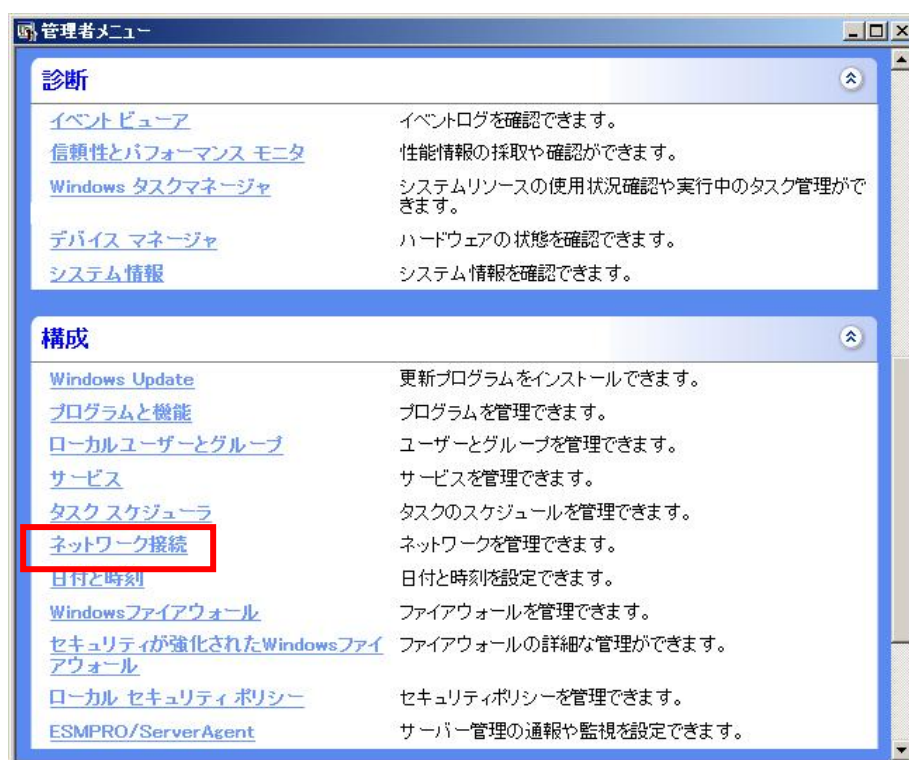 管理者メニュー
診断
イベント ビューア イベントログを確認できます。
信頼性とパフォーマンス モニタ 性能情報の採取や確認ができます。
Windows タスクマネージャ システムリソースの使用状況確認や実行中のタスク管理がで
きます。
デバイス マネージャ ハードウェアの状態を確認できます。
システム情報 システム情報を確認できます。
構成
Windows Update 更新プログラムをインストールできます。
プログラムと機能 プログラムを管理できます。
ローカルユーザーとグループ ユーザーとグループを管理できます。
サービス サービスを管理できます。
タスク スケジューラ タスクのスケジュールを管理できます。
ネットワーク接続 ネットワークを管理できます。
日付と時刻 日付と時刻を設定できます。
Windowsファイアウォール ファイアウォールを管理できます。
セキュリティが強化されたWindowsファイ ファイアウォールの詳細な管理ができます。
アウォール
ローカル セキュリティ ポリシー セキュリティポリシーを管理できます。
ESMPRO/ServerAgent サーバー管理の通報や監視を設定できます。